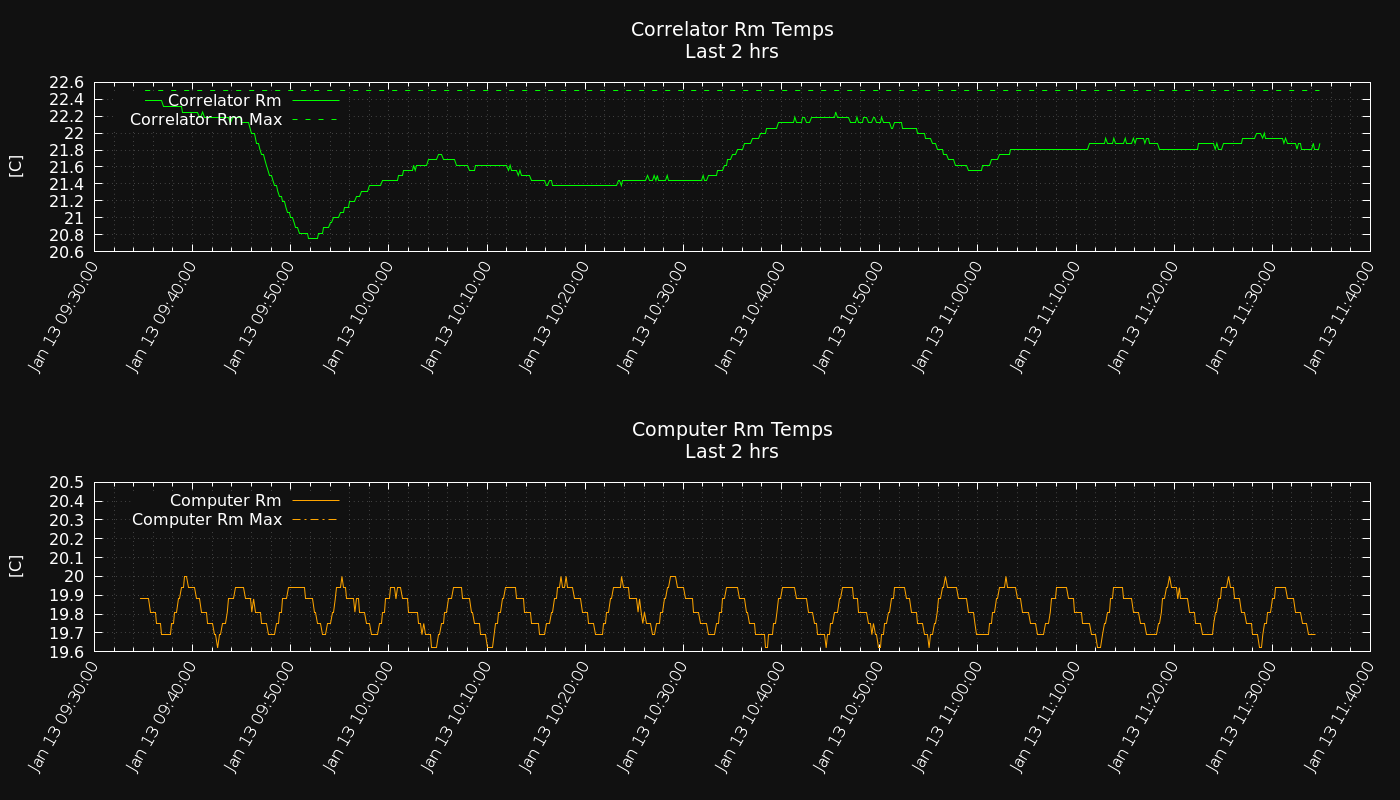 Correlator Rm Temps
Last 2 hrs
22.6
22.4
22.2
22
21.8
21.6
21.4
21.2
21
20.8
20.6
[C]
Correlator Rm
Correlator Rm Max
Jan 13 09:30:00
Jan 13 09:40:00
Jan 13 09:50:00
Jan 13 10:00:00
Jan 13 10:10:00
Jan 13 10:20:00
Jan 13 10:30:00
Jan 13 10:40:00
Jan 13 10:50:00
Jan 13 11:00:00
Jan 13 11:10:00
Jan 13 11:20:00
Jan 13 11:30:00
Jan 13 11:40:00
Computer Rm Temps
Last 2 hrs
20.5
20.4
20.3
20.2
20.1
20
19.9
19.8
19.7
19.6
[C]
Computer Rm
Computer Rm Max
Jan 13 09:30:00
Jan 13 09:40:00
Jan 13 09:50:00
Jan 13 10:00:00
Jan 13 10:10:00
Jan 13 10:20:00
Jan 13 10:30:00
Jan 13 10:40:00
Jan 13 10:50:00
Jan 13 11:00:00
Jan 13 11:10:00
Jan 13 11:20:00
Jan 13 11:30:00
Jan 13 11:40:00